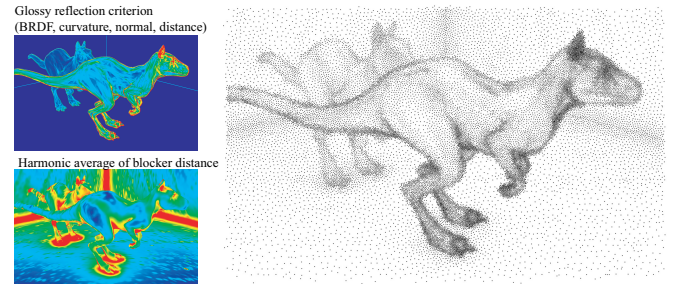 Glossy reflection criterion
(BRDF, curvature, normal, distance)
Harmonic average of blocker distance